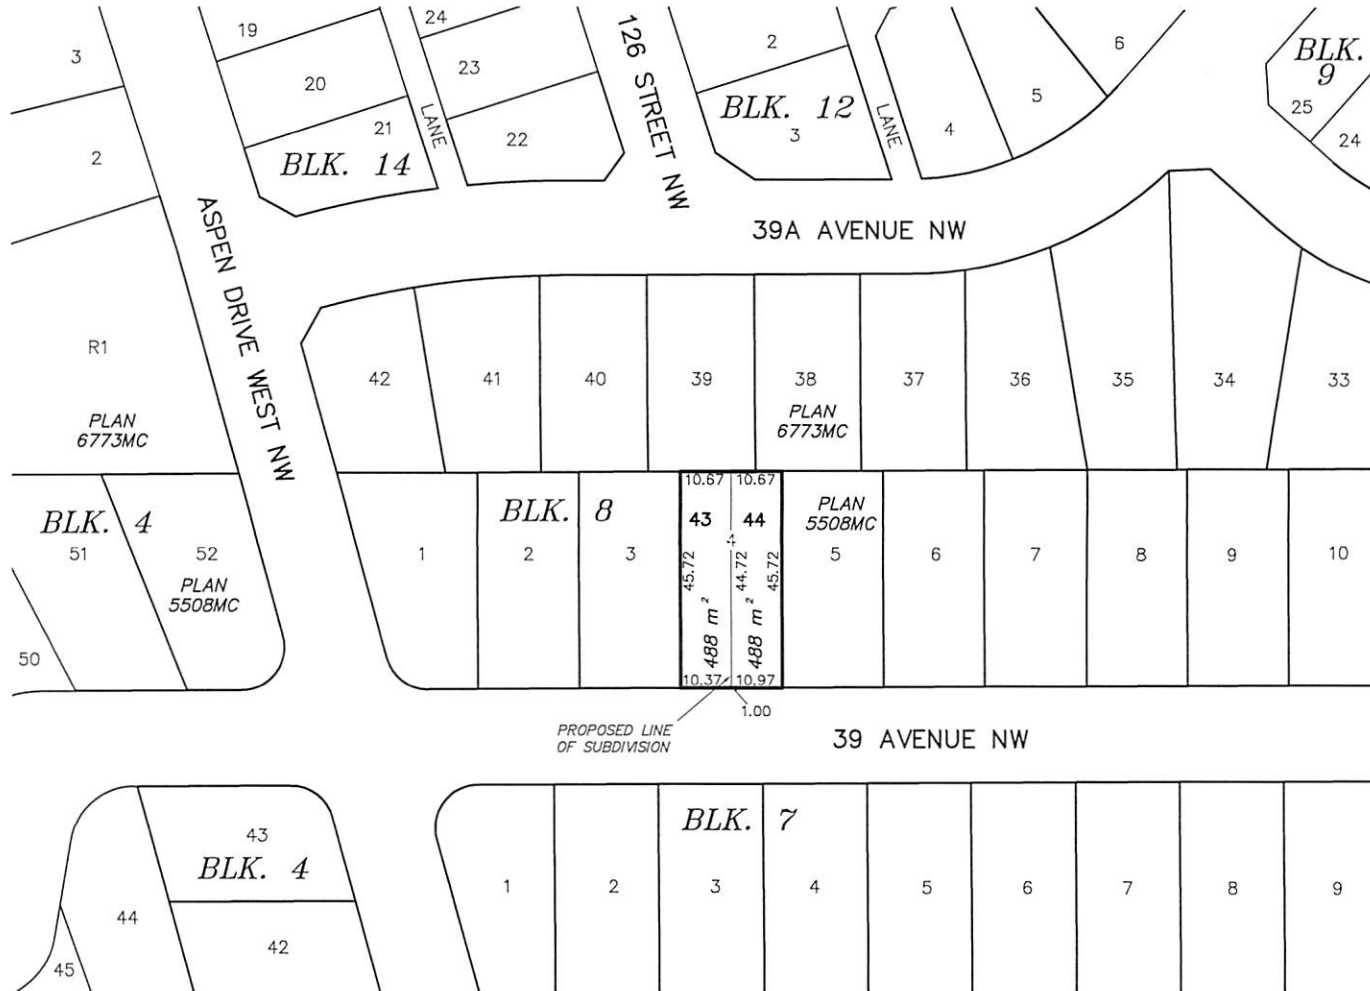 24
126 STREET NW
2
6
BLK.
9
3
19
23
20
5
25
LANE
BLK. 12
LANE
21
3
4
22
24
2
BLK. 14
ASPEN DRIVE WEST NW
39A AVENUE NW
R1
42
41
40
39
38
37
36
35
34
33
PLAN
6773MC
PLAN
6773MC
10.67
10.67
BLK. 4
BLK. 8
43
44
PLAN
5508MC
4
51
52
1
2
3
45.72
44.72
45.72
5
6
7
8
9
10
PLAN
5508MC
488 m²
488 m²
50
10.37
10.97
1.00
PROPOSED LINE
OF SUBDIVISION
39 AVENUE NW
BLK. 7
43
BLK. 4
1
2
3
4
5
6
7
8
9
44
42
45